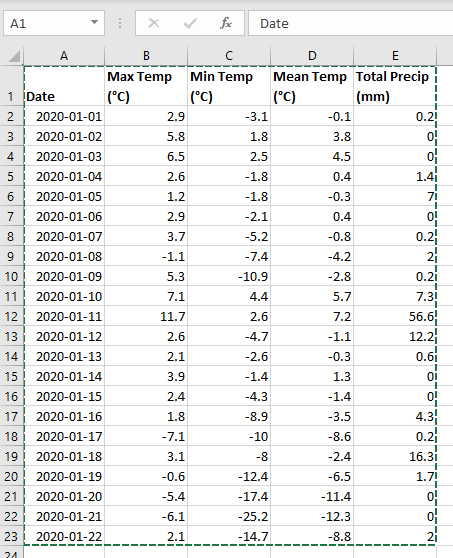 A1 fx Date
A B C D E
Max Temp Min Temp Mean Temp Total Precip
1 Date (°C) (°C) (°C) (mm)
2 2020-01-01 2.9 -3.1 -0.1 0.2
3 2020-01-02 5.8 1.8 3.8 0
4 2020-01-03 6.5 2.5 4.5 0
5 2020-01-04 2.6 -1.8 0.4 1.4
6 2020-01-05 1.2 -1.8 -0.3 7
7 2020-01-06 2.9 -2.1 0.4 0
8 2020-01-07 3.7 -5.2 -0.8 0.2
9 2020-01-08 -1.1 -7.4 -4.2 2
10 2020-01-09 5.3 -10.9 -2.8 0.2
11 2020-01-10 7.1 4.4 5.7 7.3
12 2020-01-11 11.7 2.6 7.2 56.6
13 2020-01-12 2.6 -4.7 -1.1 12.2
14 2020-01-13 2.1 -2.6 -0.3 0.6
15 2020-01-14 3.9 -1.4 1.3 0
16 2020-01-15 2.4 -4.3 -1.4 0
17 2020-01-16 1.8 -8.9 -3.5 4.3
18 2020-01-17 -7.1 -10 -8.6 0.2
19 2020-01-18 3.1 -8 -2.4 16.3
20 2020-01-19 -0.6 -12.4 -6.5 1.7
21 2020-01-20 -5.4 -17.4 -11.4 0
22 2020-01-21 -6.1 -25.2 -12.3 0
23 2020-01-22 2.1 -14.7 -8.8 2
24